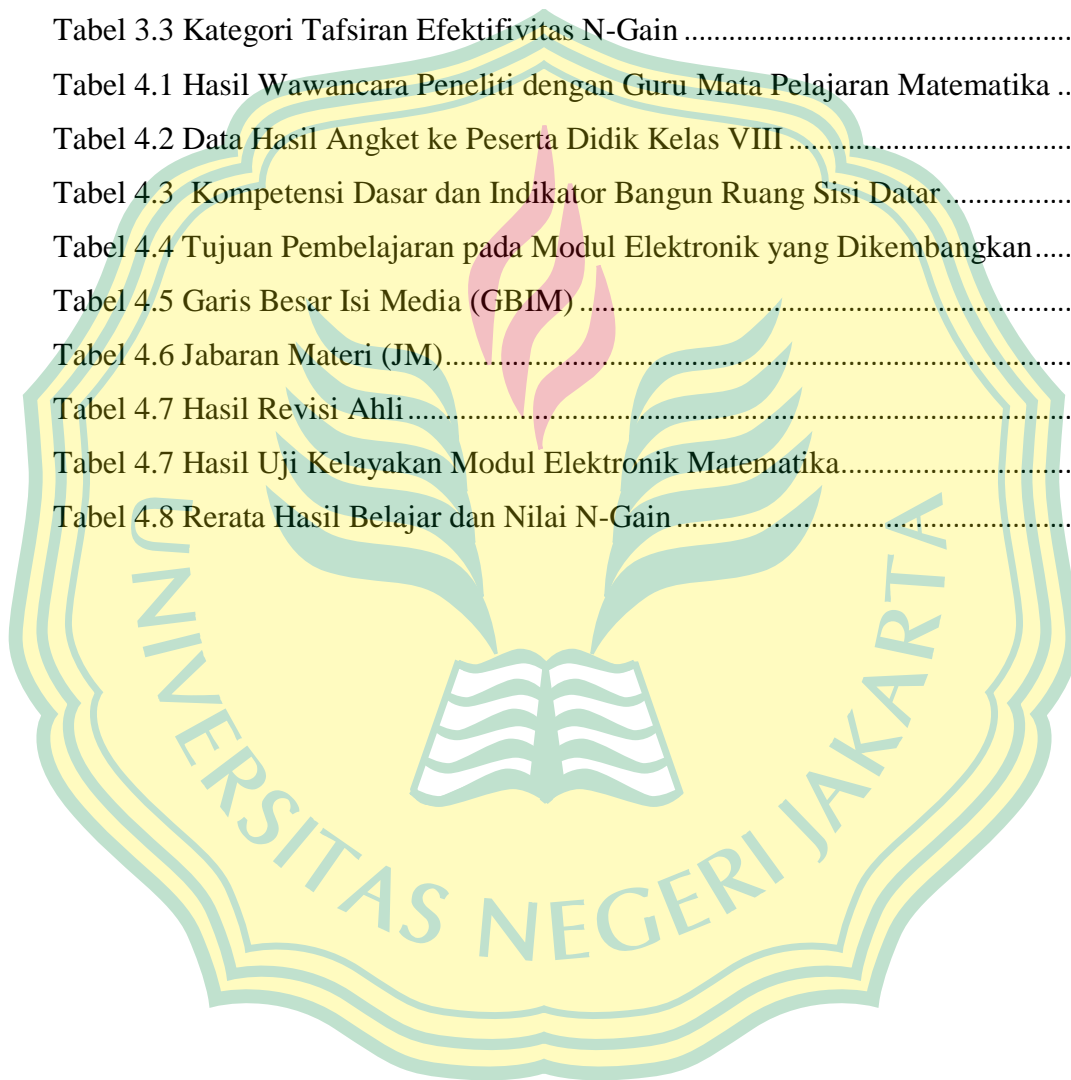 Tabel 3.3 Kategori Tafsiran Efektifivitas N-Gain ....................................................
Tabel 4.1 Hasil Wawancara Peneliti dengan Guru Mata Pelajaran Matematika ..
Tabel 4.2 Data Hasil Angket ke Peserta Didik Kelas VIII ......................................
Tabel 4.3  Kompetensi Dasar dan Indikator Bangun Ruang Sisi Datar .................
Tabel 4.4 Tujuan Pembelajaran pada Modul Elektronik yang Dikembangkan.....
Tabel 4.5 Garis Besar Isi Media (GBIM) ..................................................................
Tabel 4.6 Jabaran Materi (JM)....................................................................................
Tabel 4.7 Hasil Revisi Ahli .........................................................................................
Tabel 4.7 Hasil Uji Kelayakan Modul Elektronik Matematika...............................
Tabel 4.8 Rerata Hasil Belajar dan Nilai N-Gain .....................................................
UNIVERSITAS NEGERI JAKARTA